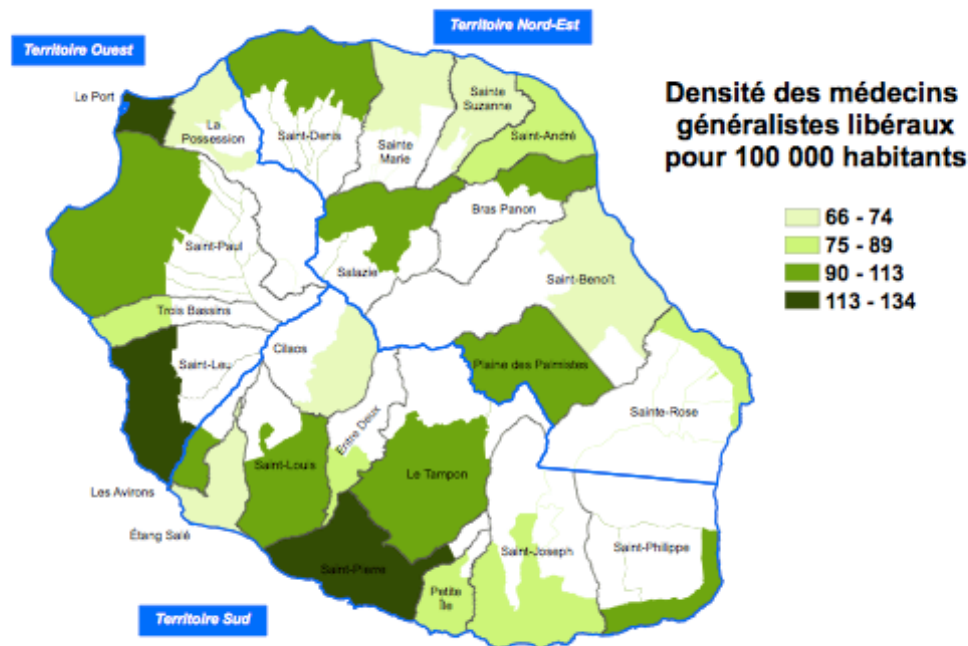 Territoire Nord-Est
Territoire Ouest
Le Port
La
Possession
Saint-Denis
Sainte
Marie
Sainte
Suzanne
Saint-André
Densité des médecins
généralistes libéraux
pour 100 000 habitants
66 - 74
75 - 89
90 - 113
113 - 134
Bras Panon
Saint-Paul
Salazie
Saint-Benoît
Trois Bassins
Cilaos
Saint-Leu
Plaine des Palmistes
Sainte-Rose
Entre Deux
Saint-Louis
Le Tampon
Les Avirons
Étang Salé
Saint-Pierre
Saint-Joseph
Saint-Philippe
Petite
Île
Territoire Sud